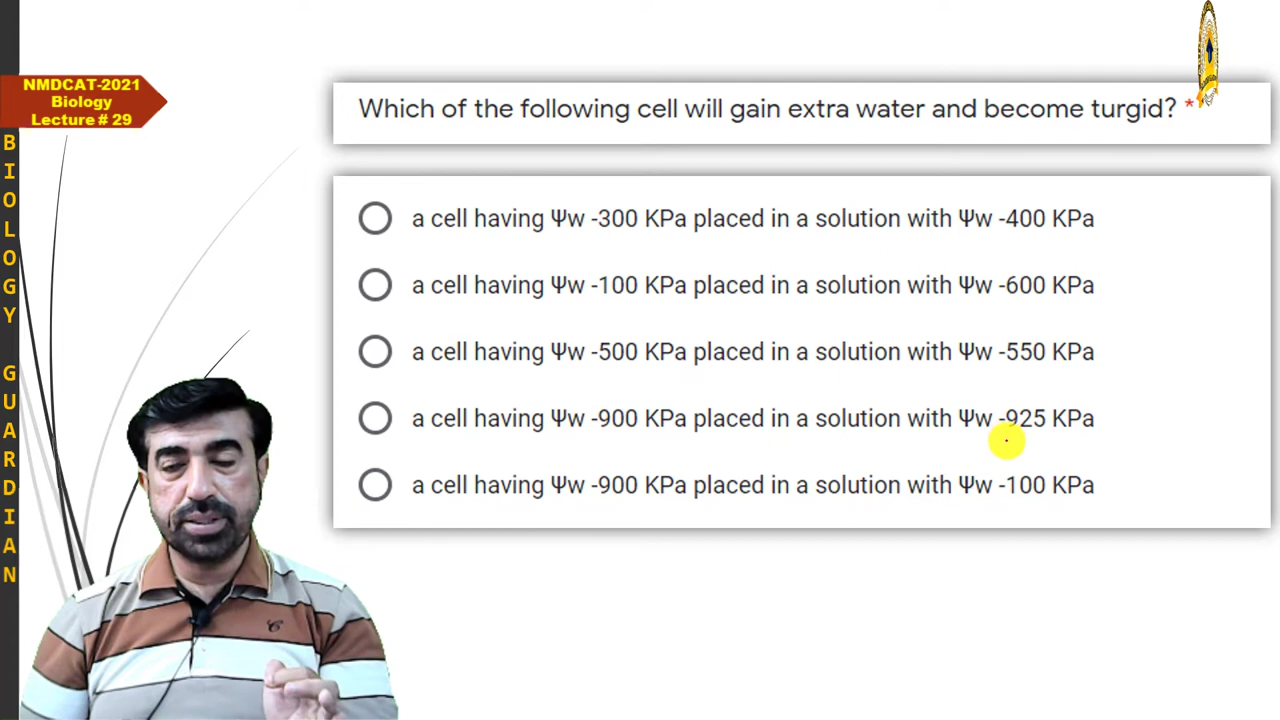 NMDCAT-2021
Biology
Lecture # 29
BIOLOGY GUARDIAN
Which of the following cell will gain extra water and become turgid? *
a cell having Ψw -300 KPa placed in a solution with Ψw -400 KPa
a cell having Ψw -100 KPa placed in a solution with Ψw -600 KPa
a cell having Ψw -500 KPa placed in a solution with Ψw -550 KPa
a cell having Ψw -900 KPa placed in a solution with Ψw -925 KPa
a cell having Ψw -900 KPa placed in a solution with Ψw -100 KPa